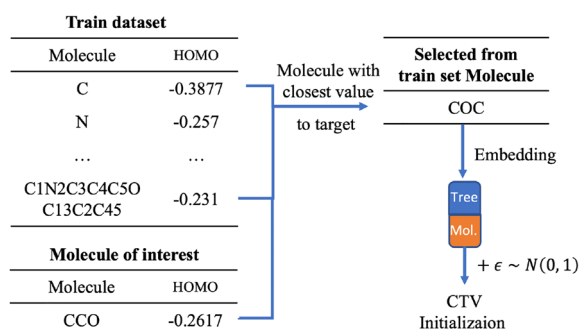 Train dataset
Molecule HOMO
C -0.3877
N -0.257
... ...
C1N2C3C4C5O
C13C2C45 -0.231
Molecule of interest
Molecule HOMO
CCO -0.2617
Molecule with
closest value
to target
Selected from
train set Molecule
COC
Embedding
Tree
Mol.
+ ϵ ~ N(0, 1)
CTV
Initializaion